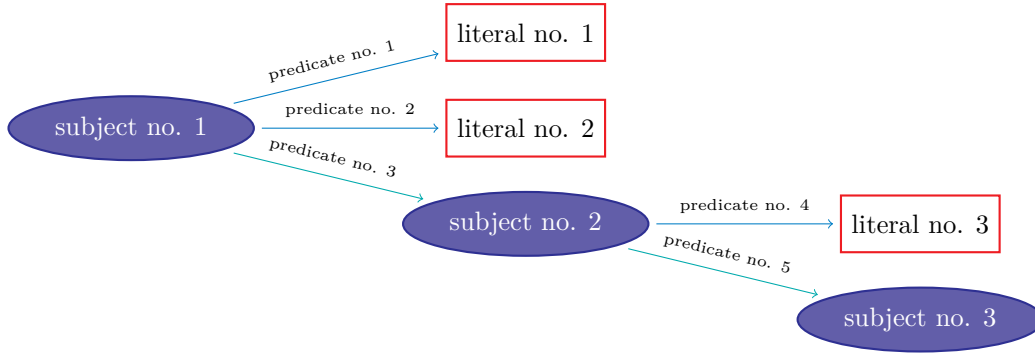 predicate no. 1
literal no. 1
subject no. 1
predicate no. 2
literal no. 2
predicate no. 3
subject no. 2
predicate no. 4
literal no. 3
predicate no. 5
subject no. 3